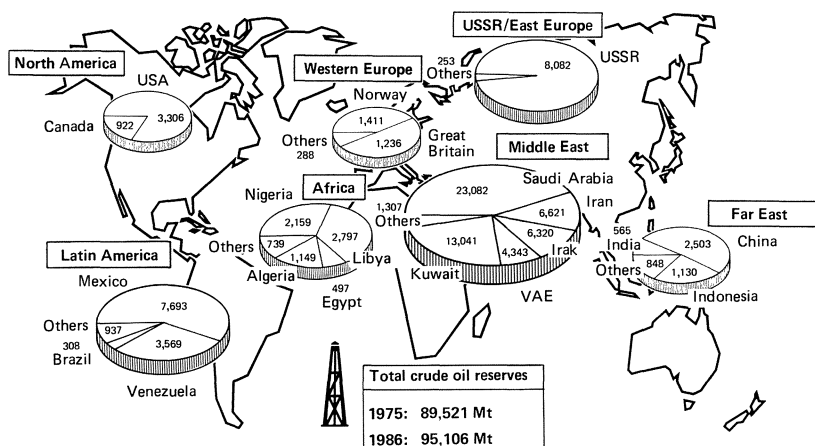 North America
USA
3,306
Canada
922
Western Europe
Norway
1,411
Others
288
1,236
Great
Britain
USSR/East Europe
253
Others
8,082
USSR
Middle East
23,082
Saudi Arabia
Iran
1,307
Others
6,621
6,320
Irak
13,041
4,343
Kuwait
VAE
Africa
Nigeria
2,159
2,797
Others
739
1,149
Libya
Algeria
497
Egypt
Far East
565
India
2,503
China
Others
848
1,130
Indonesia
Latin America
Mexico
7,693
Others
937
308
Brazil
3,569
Venezuela
Total crude oil reserves
1975: 89,521 Mt
1986: 95,106 Mt